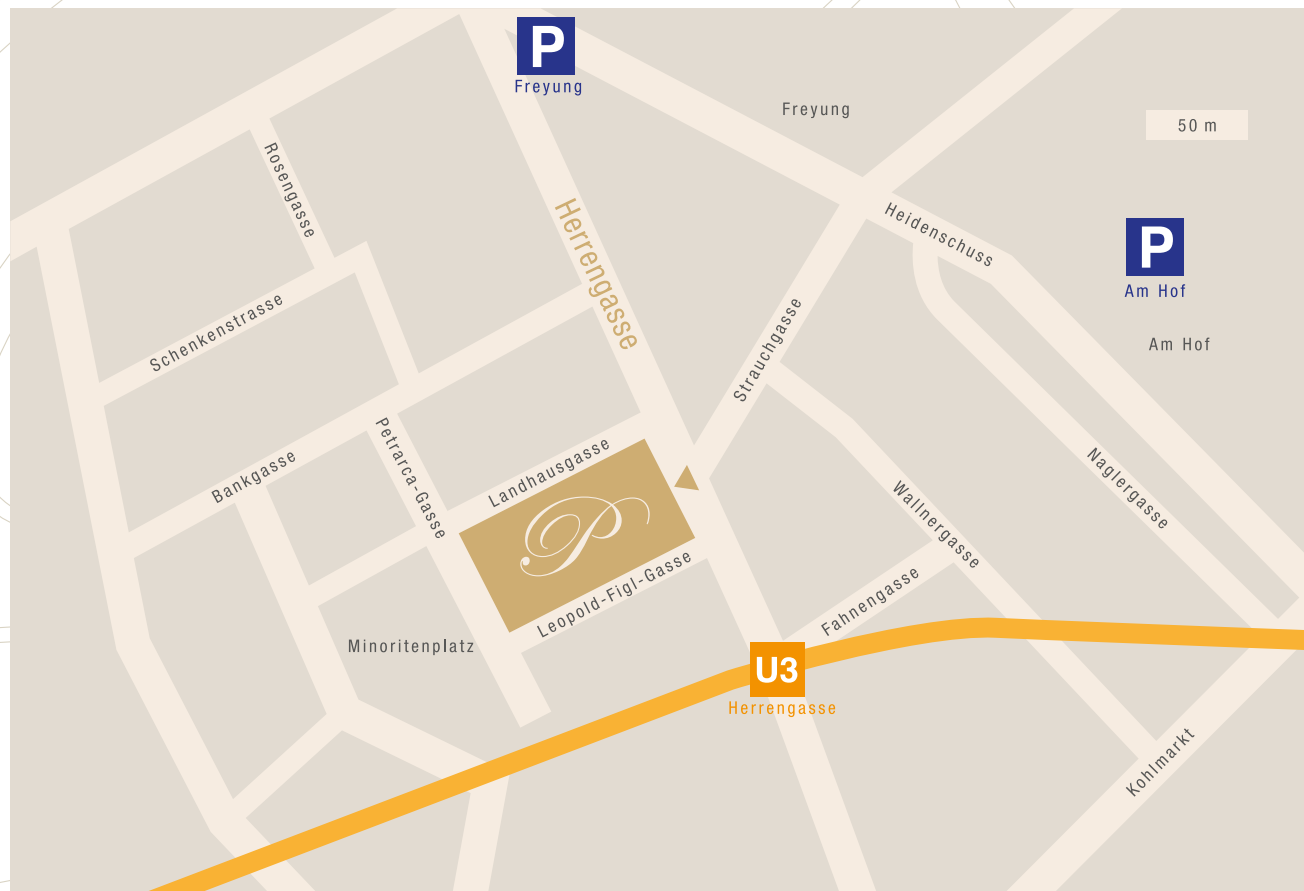 P
Freyung
Freyung
50 m
Rosengasse
Herrengasse
Heidenschuss
P
Am Hof
Am Hof
Schenkenstrasse
Strauchgasse
Petrarca-Gasse
Landhausgasse
Bankgasse
Naglergasse
Wallnergasse
P
Leopold-Figl-Gasse
Fahnengasse
Minoritenplatz
U3
Herrengasse
Kohlmarkt